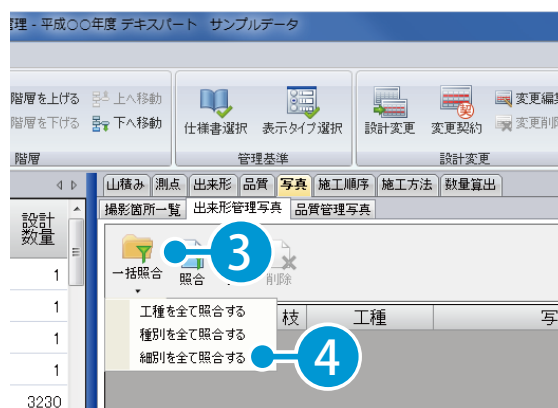 管理 - 平成○○年度 デキスパート サンプルデータ
階層を上げる 上へ移動
階層を下げる 下へ移動
仕様書選択 表示タイプ選択 設計変更 変更契約
契
変更編集
変更削除
階層 管理基準 設計変更
山積み 測点 出来形 品質 写真 施工順序 施工方法 数量算出
撮影箇所一覧 出来形管理写真 品質管理写真
設計
数量
1
1
1
1
3230
一括照合 照合 削除
3
工種を全て照合する
種別を全て照合する
細別を全て照合する
4
枝 工種 写